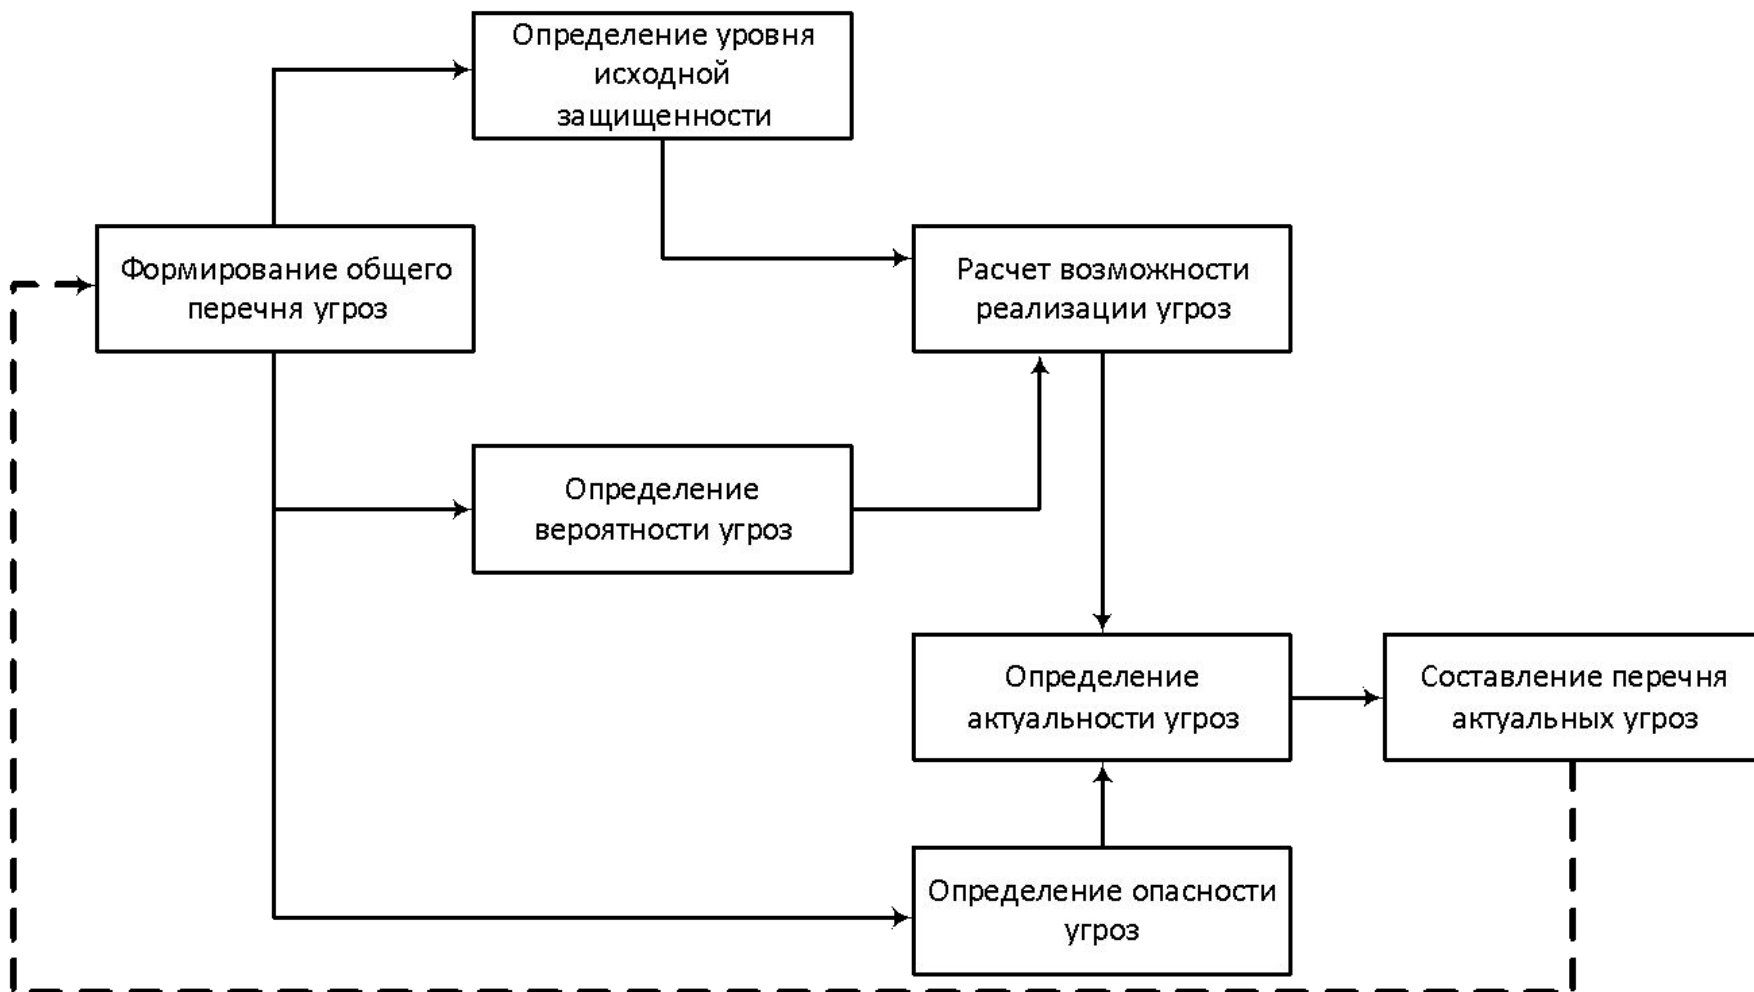 Определение уровня
исходной
защищенности
Формирование общего
перечня угроз
Расчет возможности
реализации угроз
Определение
вероятности угроз
Определение
актуальности угроз
Составление перечня
актуальных угроз
Определение опасности
угроз